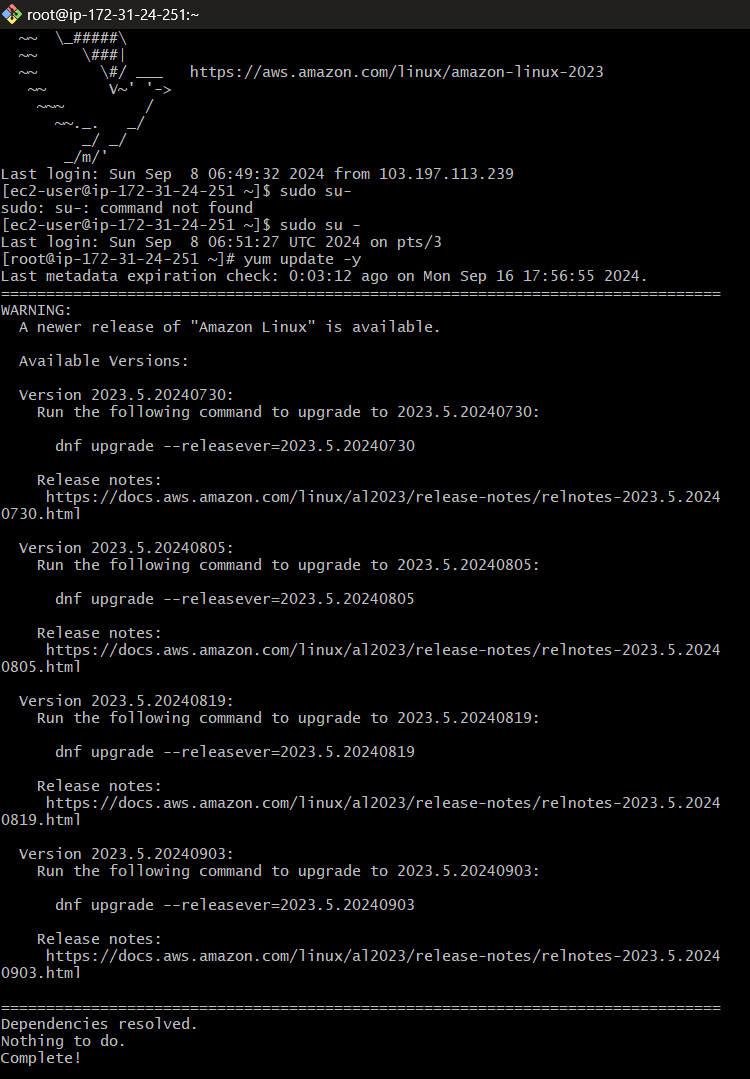 root@ip-172-31-24-251:~
~~  \_#####\
~~     \###|
~~       \#/ ___   https://aws.amazon.com/linux/amazon-linux-2023
~~       V~' '->
~~~         /
~~._.   _/
_/ _/
_/m/'
Last login: Sun Sep  8 06:49:32 2024 from 103.197.113.239
[ec2-user@ip-172-31-24-251 ~]$ sudo su-
sudo: su-: command not found
[ec2-user@ip-172-31-24-251 ~]$ sudo su -
Last login: Sun Sep  8 06:51:27 UTC 2024 on pts/3
[root@ip-172-31-24-251 ~]# yum update -y
Last metadata expiration check: 0:03:12 ago on Mon Sep 16 17:56:55 2024.
================================================================================
WARNING:
A newer release of "Amazon Linux" is available.
Available Versions:
Version 2023.5.20240730:
Run the following command to upgrade to 2023.5.20240730:
dnf upgrade --releasever=2023.5.20240730
Release notes:
https://docs.aws.amazon.com/linux/al2023/release-notes/relnotes-2023.5.2024
0730.html
Version 2023.5.20240805:
Run the following command to upgrade to 2023.5.20240805:
dnf upgrade --releasever=2023.5.20240805
Release notes:
https://docs.aws.amazon.com/linux/al2023/release-notes/relnotes-2023.5.2024
0805.html
Version 2023.5.20240819:
Run the following command to upgrade to 2023.5.20240819:
dnf upgrade --releasever=2023.5.20240819
Release notes:
https://docs.aws.amazon.com/linux/al2023/release-notes/relnotes-2023.5.2024
0819.html
Version 2023.5.20240903:
Run the following command to upgrade to 2023.5.20240903:
dnf upgrade --releasever=2023.5.20240903
Release notes:
https://docs.aws.amazon.com/linux/al2023/release-notes/relnotes-2023.5.2024
0903.html
================================================================================
Dependencies resolved.
Nothing to do.
Complete!